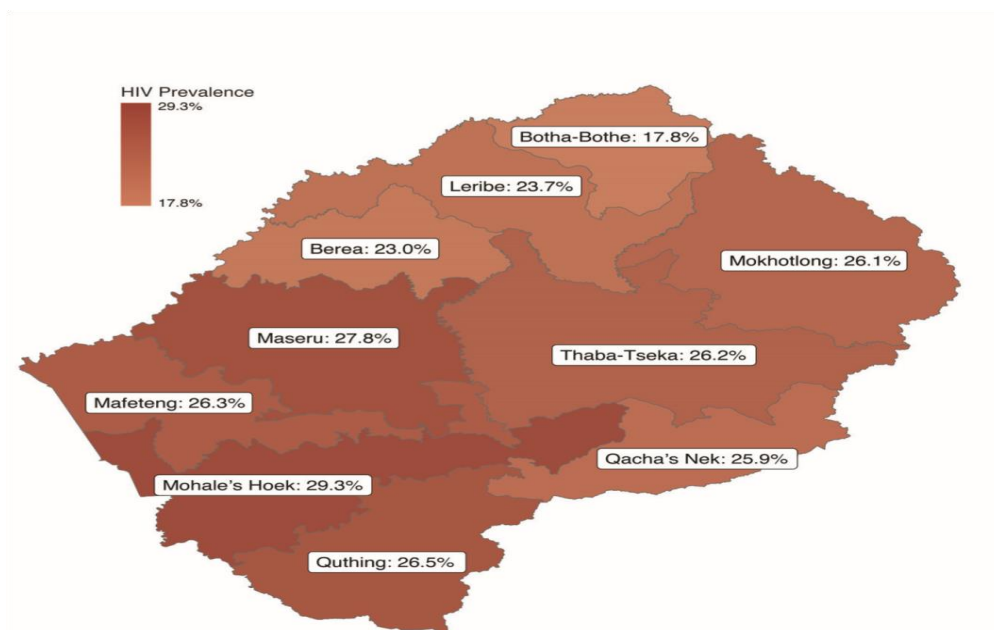 HIV Prevalence
29.3%
17.8%
Botha-Bothe: 17.8%
Leribe: 23.7%
Berea: 23.0%
Mokhotlong: 26.1%
Maseru: 27.8%
Thaba-Tseka: 26.2%
Mafeteng: 26.3%
Qacha's Nek: 25.9%
Mohale's Hoek: 29.3%
Quthing: 26.5%